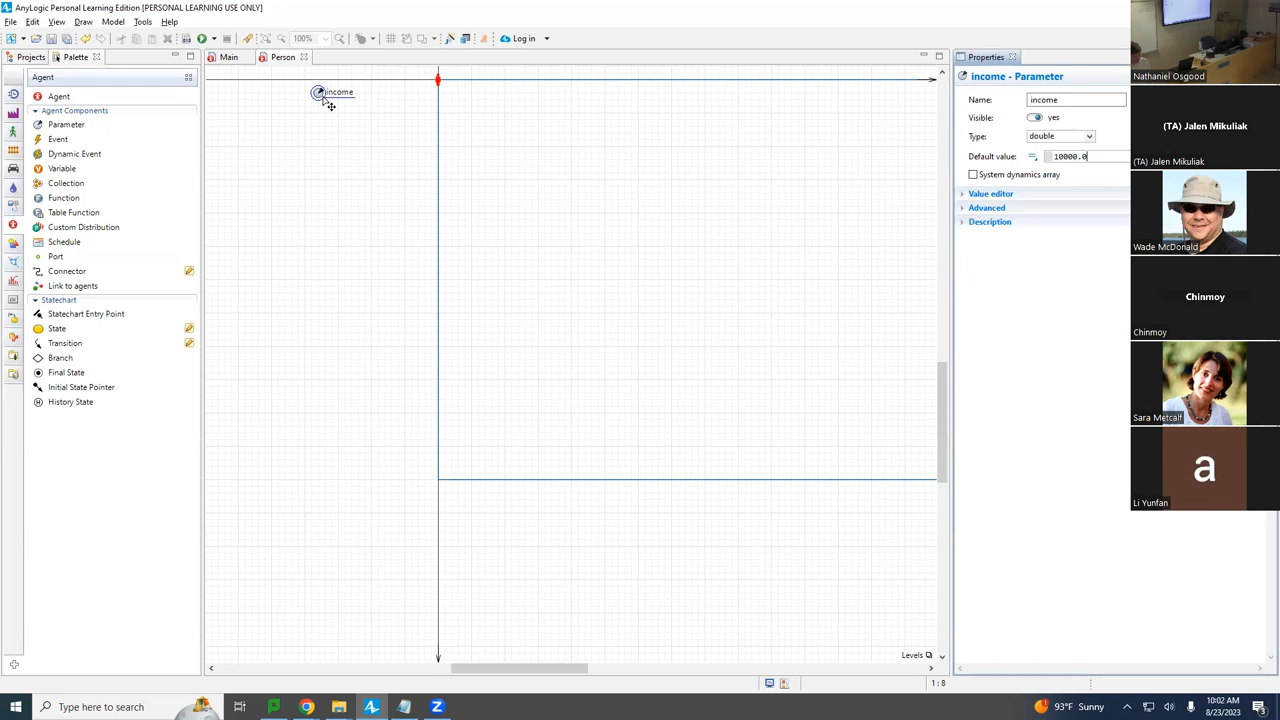 AnyLogic Personal Learning Edition [PERSONAL LEARNING USE ONLY]
File Edit View Draw Model Tools Help
100%
Log in
Projects
Palette
Main
Person
Properties
Agent
income - Parameter
income
Agent
Agent Components
Parameter
Event
Dynamic Event
Variable
Collection
Function
Table Function
Custom Distribution
Schedule
Port
Connector
Link to agents
Statechart
Statechart Entry Point
State
Transition
Branch
Final State
Initial State Pointer
History State
Name:
income
Visible:
yes
Type:
double
Default value:
10000.0
System dynamics array
Value editor
Advanced
Description
Levels
1 : 8
Nathaniel Osgood
(TA) Jalen Mikuliak
(TA) Jalen Mikuliak
Wade McDonald
Chinmoy
Chinmoy
Sara Metcalf
a
Li Yunfan
Type here to search
93°F Sunny
10:02 AM
8/23/2023
3